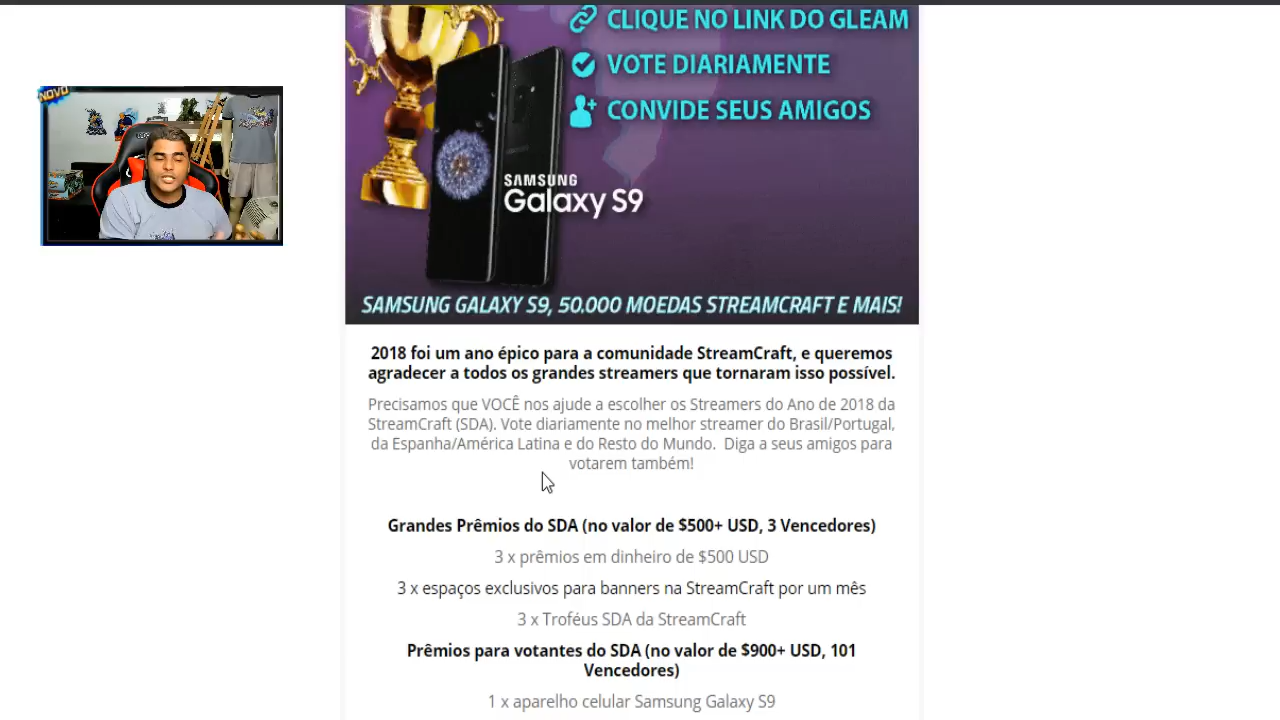 CLIQUE NO LINK DO GLEAM
VOTE DIARIAMENTE
CONVIDE SEUS AMIGOS
NOVO
SAMSUNG
Galaxy S9
SAMSUNG GALAXY S9, 50.000 MOEDAS STREAMCRAFT E MAIS!
2018 foi um ano épico para a comunidade StreamCraft, e queremos
agradecer a todos os grandes streamers que tornaram isso possível.
Precisamos que VOCÊ nos ajude a escolher os Streamers do Ano de 2018 da
StreamCraft (SDA). Vote diariamente no melhor streamer do Brasil/Portugal,
da Espanha/América Latina e do Resto do Mundo. Diga a seus amigos para
votarem também!
Grandes Prêmios do SDA (no valor de $500+ USD, 3 Vencedores)
3 x prêmios em dinheiro de $500 USD
3 x espaços exclusivos para banners na StreamCraft por um mês
3 x Troféus SDA da StreamCraft
Prêmios para votantes do SDA (no valor de $900+ USD, 101
Vencedores)
1 x aparelho celular Samsung Galaxy S9